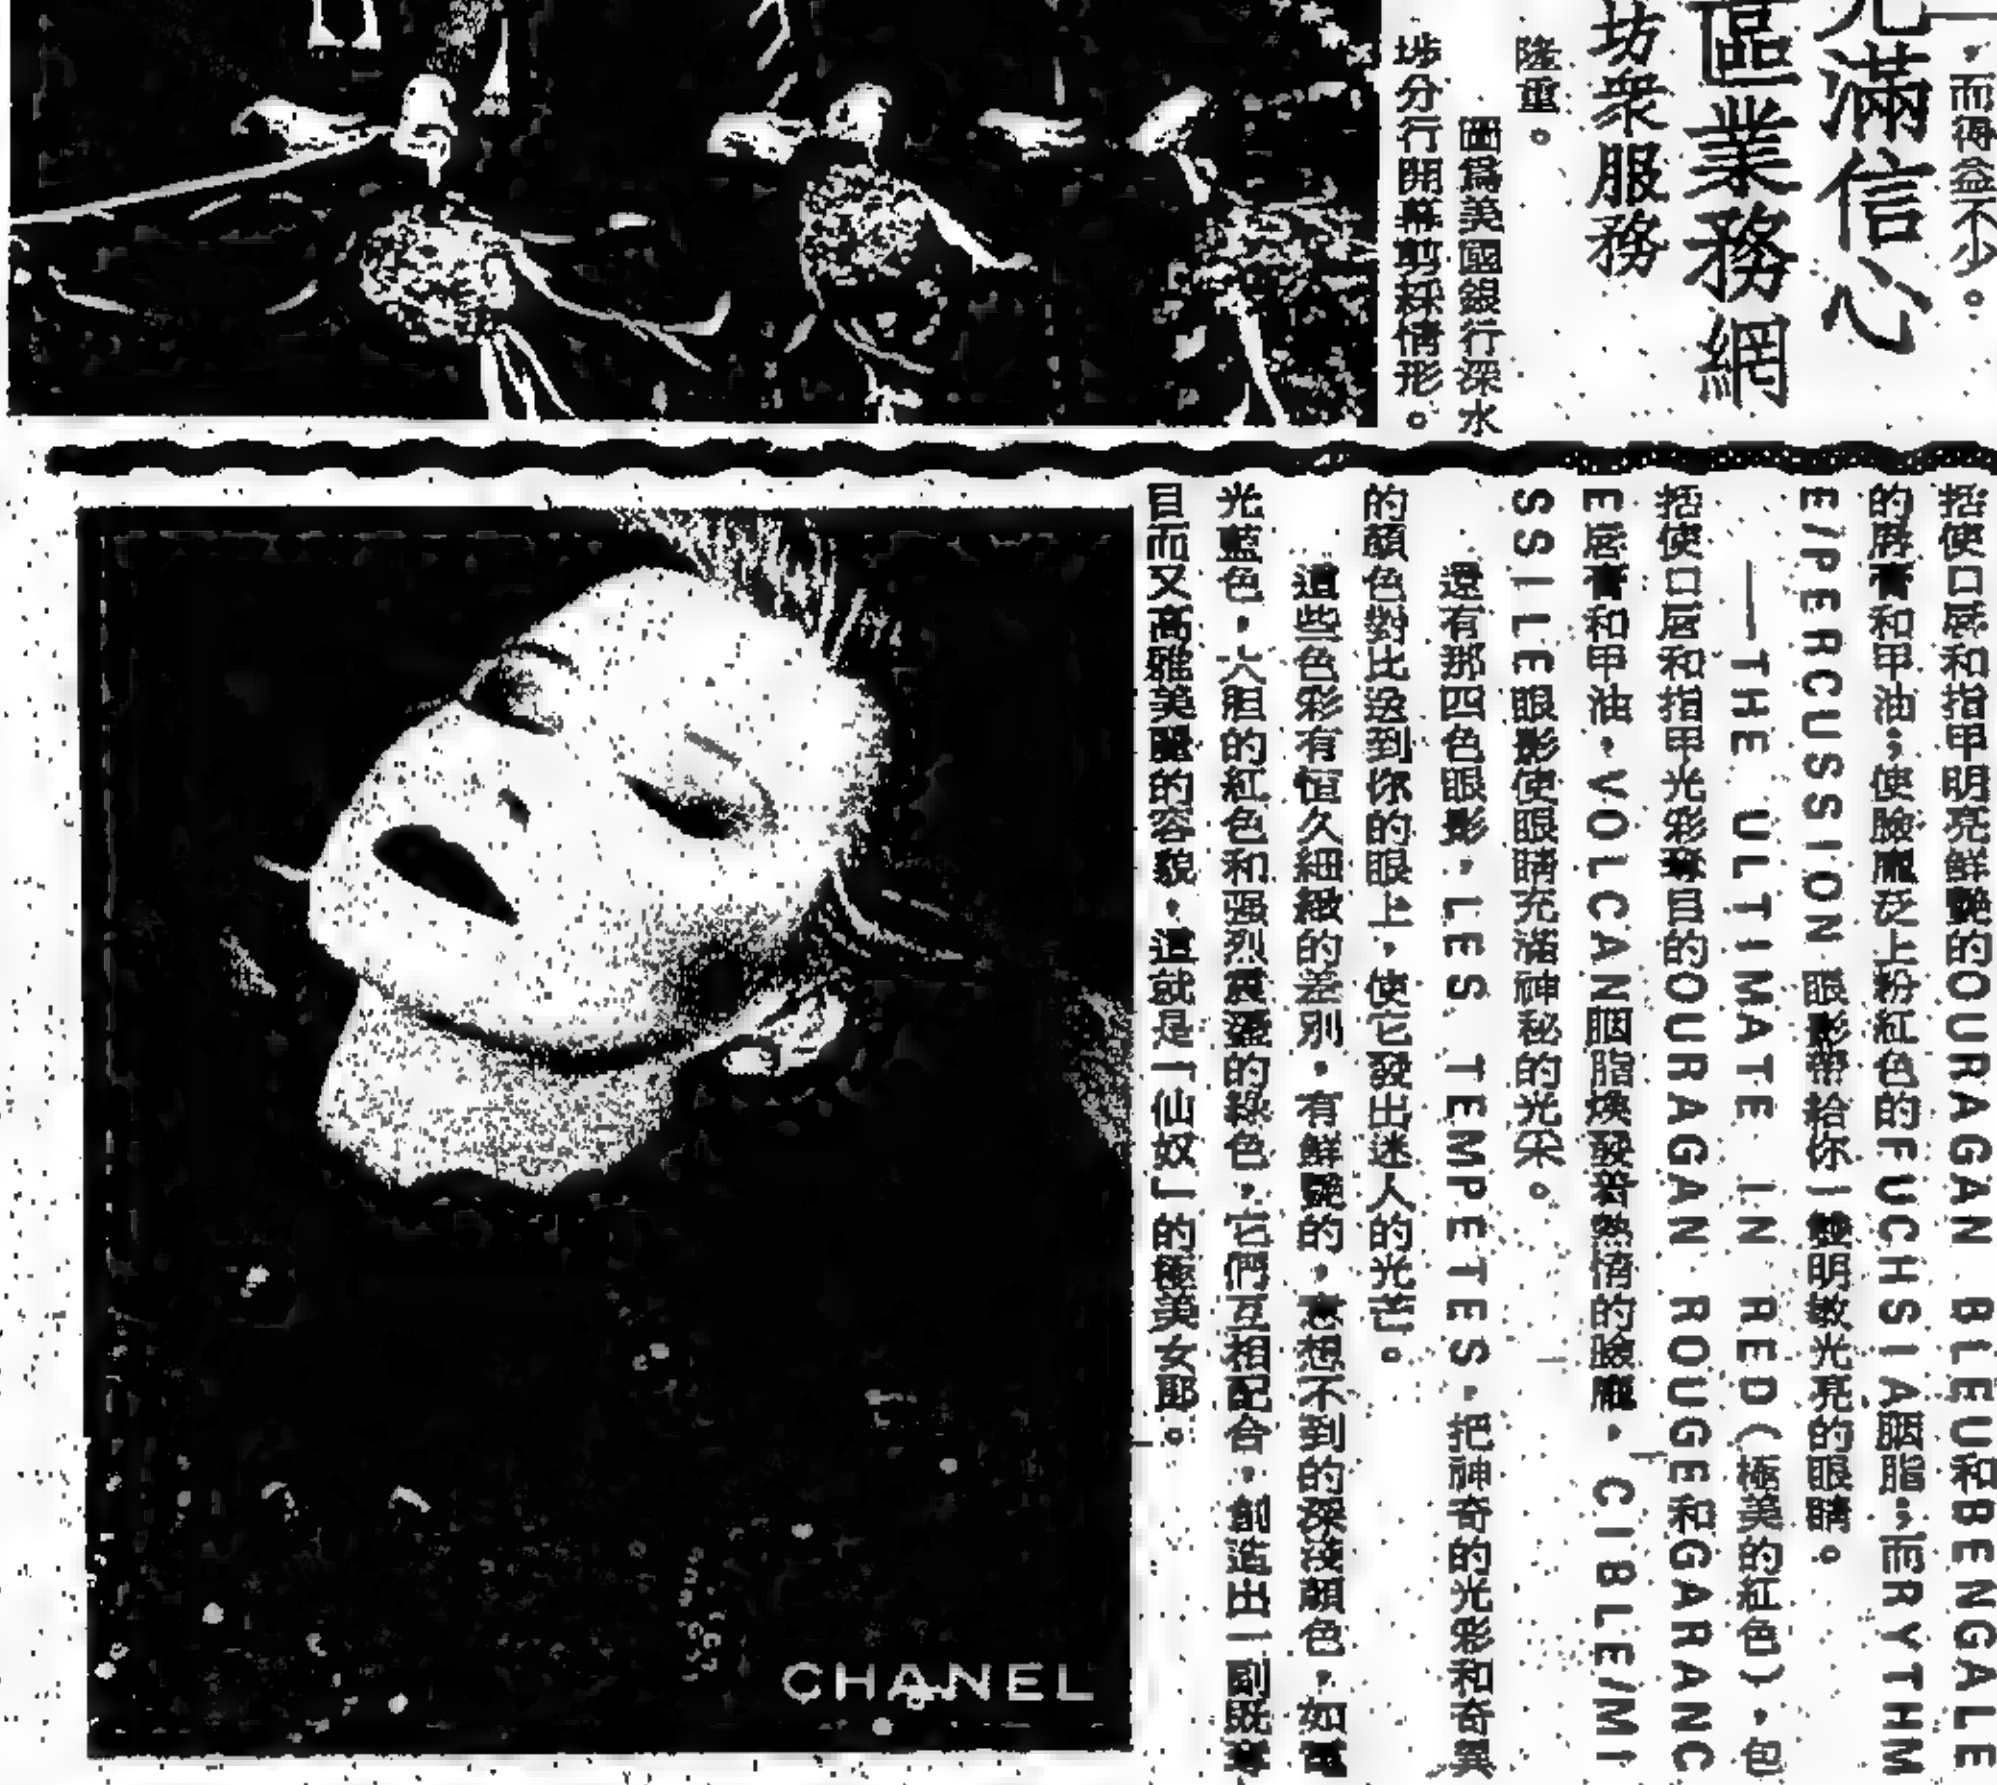 ，而得益不少。
充滿信心
區業務網
坊衆服務
隆重。
圖爲美國銀行深水
埗分行開幕剪綵情形。
括使口唇和指甲明亮鮮艷的OURAGAN BLEU和BENGALE
的唇膏和甲油；使臉龐泛上粉紅色的FUCHSIA胭脂；而RYTHM
E/PERCUSSION眼影帶給你一雙明敏光亮的眼睛。
——THE ULTIMATE IN RED(極美的紅色)，包
括使口唇和指甲光彩奪目的OURAGAN ROUGE和GARANC
E唇膏和甲油，VOLCAN胭脂煥發着熱情的臉龐，CIBLE/MI
SSILE眼影使眼睛充滿神秘的光采。
還有那四色眼影，LES TEMPETES，把神奇的光彩和奇異
的顏色對比送到你的眼上，使它發出迷人的光芒。
這些色彩有恒久細緻的差別，有鮮艷的，意想不到的深淺顏色，如電
光藍色，大胆的紅色和强烈震盪的綠色，它們互相配合，創造出一副既奪
目而又高雅美麗的容貌，這就是「仙奴」的極美女郎。
CHANEL